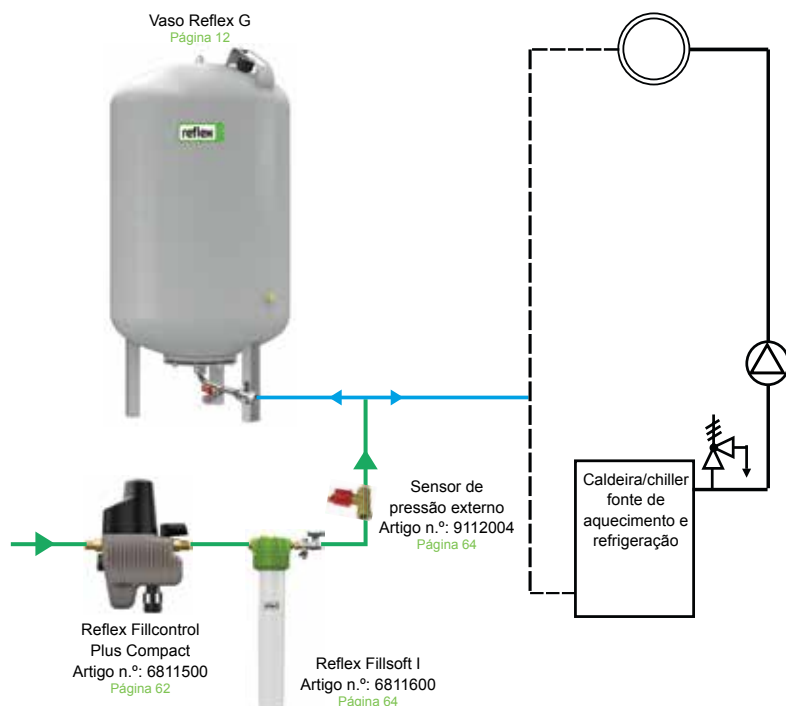 Vaso Reflex G
Página 12
reflex
Caldeira/chiller
fonte de
aquecimento e
refrigeração
Sensor de
pressão externo
Artigo n.º: 9112004
Página 64
Reflex Fillcontrol
Plus Compact
Artigo n.º: 6811500
Página 62
Reflex Fillsoft I
Artigo n.º: 6811600
Página 64